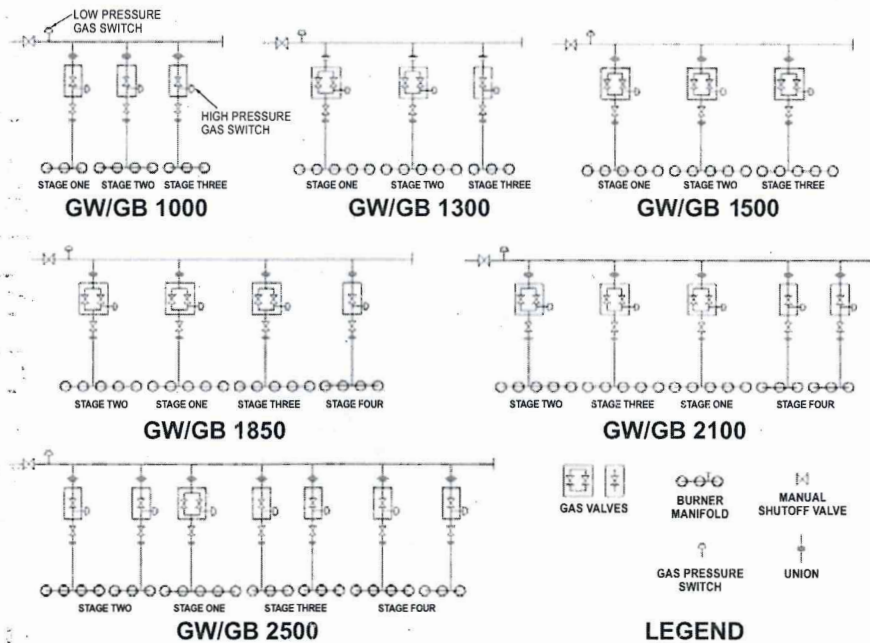 LOW PRESSURE
GAS SWITCH
HIGH PRESSURE
GAS SWITCH
STAGE ONE STAGE TWO STAGE THREE
GW/GB 1000
STAGE ONE STAGE TWO STAGE THREE
GW/GB 1300
STAGE ONE STAGE TWO STAGE THREE
GW/GB 1500
STAGE TWO STAGE ONE STAGE THREE STAGE FOUR
GW/GB 1850
STAGE TWO STAGE THREE STAGE ONE STAGE FOUR
GW/GB 2100
STAGE TWO STAGE ONE STAGE THREE STAGE FOUR
GW/GB 2500
GAS VALVES
BURNER
MANIFOLD
MANUAL
SHUTOFF VALVE
GAS PRESSURE
SWITCH
UNION
LEGEND